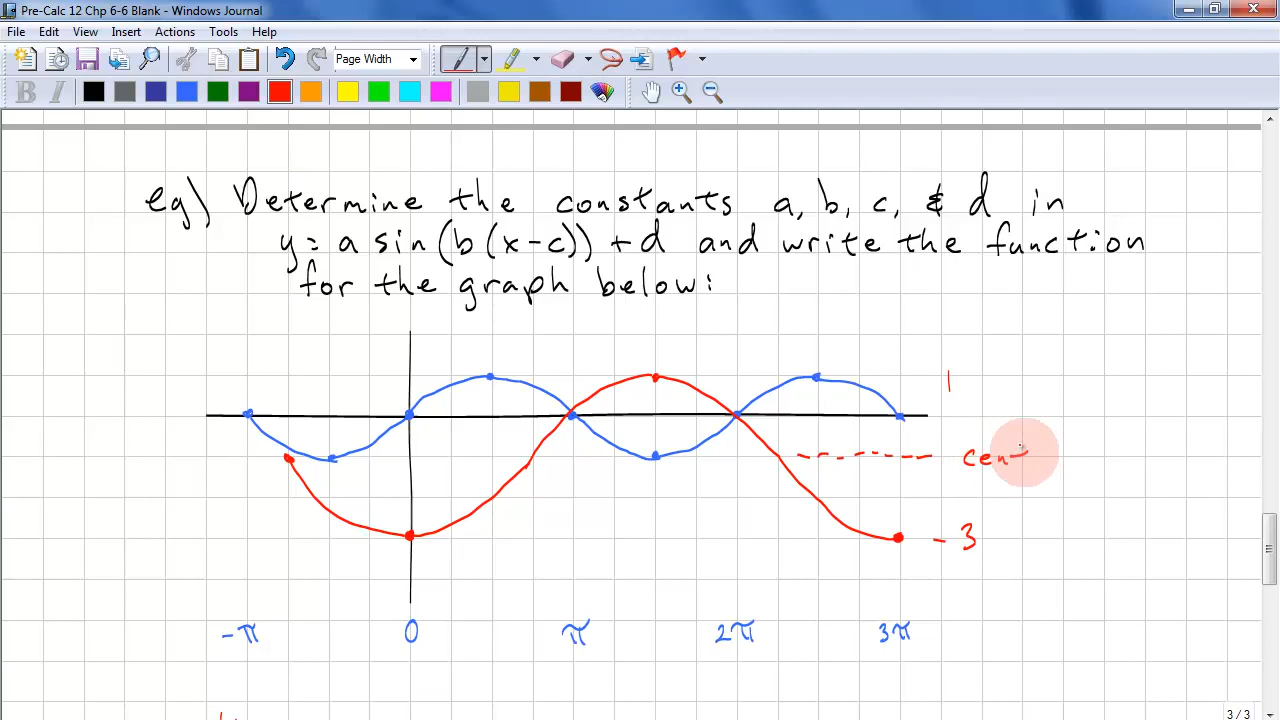 Pre-Calc 12 Chp 6-6 Blank - Windows Journal
File Edit View Insert Actions Tools Help
Page Width
B I
eg) Determine the constants a, b, c, & d in
y = a sin(b(x-c)) + d and write the function
for the graph below:
1
cen
-3
-π 0 π 2π 3π
3 / 3